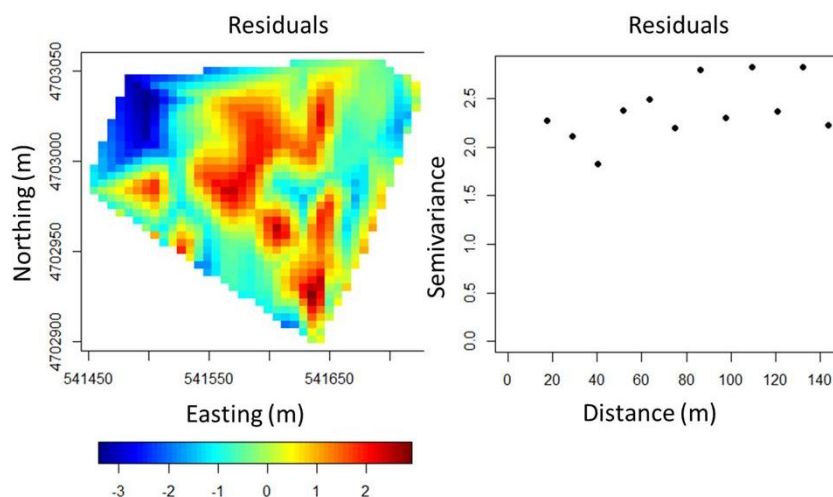 Residuals
Northing (m)
4703050
4703000
4702950
4702900
541450
541550
541650
Easting (m)
-3 -2 -1 0 1 2
Residuals
Semivariance
2.5
2.0
1.5
1.0
0.5
0.0
0 20 40 60 80 100 120 140
Distance (m)